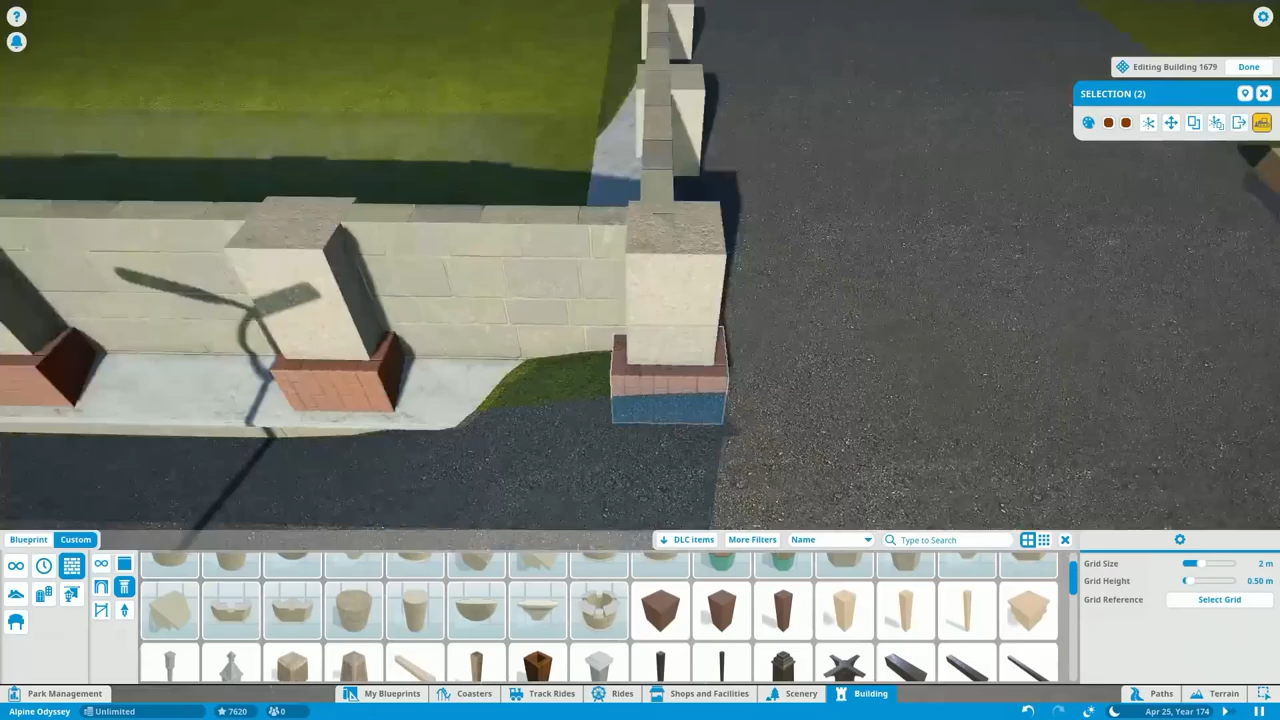 ?
Editing Building 1679 Done
SELECTION (2)
Blueprint Custom DLC items More Filters Name Type to Search
Grid Size 2 m
Grid Height 0.50 m
Grid Reference Select Grid
Park Management My Blueprints Coasters Track Rides Rides Shops and Facilities Scenery Building Paths Terrain
Alpine Odyssey Unlimited 7620 0 Apr 25, Year 174